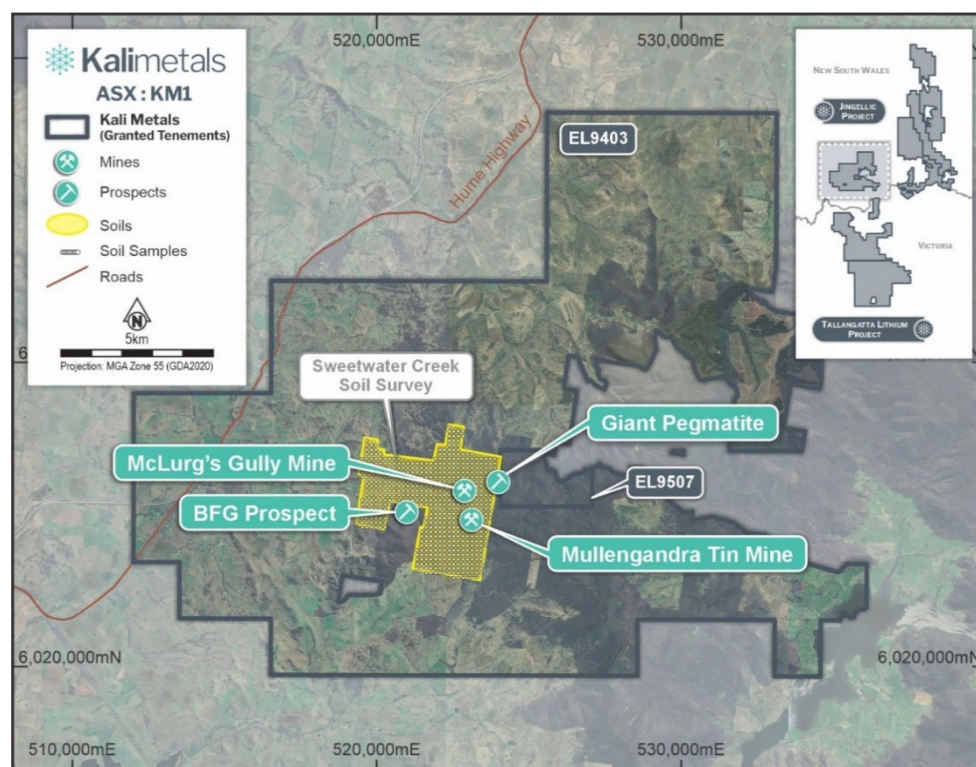 Kalimetals
ASX : KM1
Kali Metals
(Granted Tenements)
Mines
Prospects
Soils
Soil Samples
Roads
N
5km
Projection: MGA Zone 55 (GDA2020)
520,000mE
530,000mE
Hume Highway
EL9403
NEW SOUTH WALES
JINGELLIC
PROJECT
VICTORIA
TALLANGATTA LITHIUM
PROJECT
6
Sweetwater Creek
Soil Survey
Giant Pegmatite
McLurg's Gully Mine
EL9507
BFG Prospect
Mullengandra Tin Mine
6,020,000mN
6,020,000mN
510,000mE
520,000mE
530,000mE